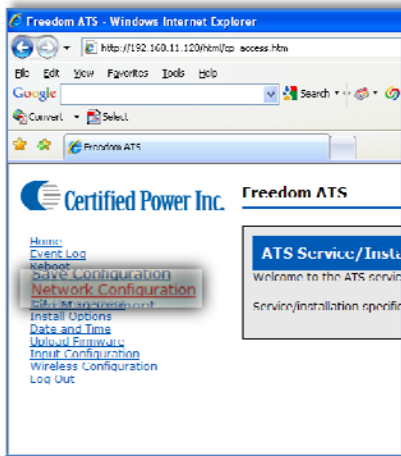 Freedom ATS - Windows Internet Explorer
http://192.168.11.120/html/cp_access.htm
File Edit View Favorites Tools Help
Google Search
Convert Select
Freedom ATS
Certified Power Inc.
Freedom ATS
Home
Event Log
Reboot
Save Configuration
Network Configuration
File Management
Install Options
Date and Time
Upload Firmware
Input Configuration
Wireless Configuration
Log Out
ATS Service/Insta
Welcome to the ATS servic
Service/installation specific